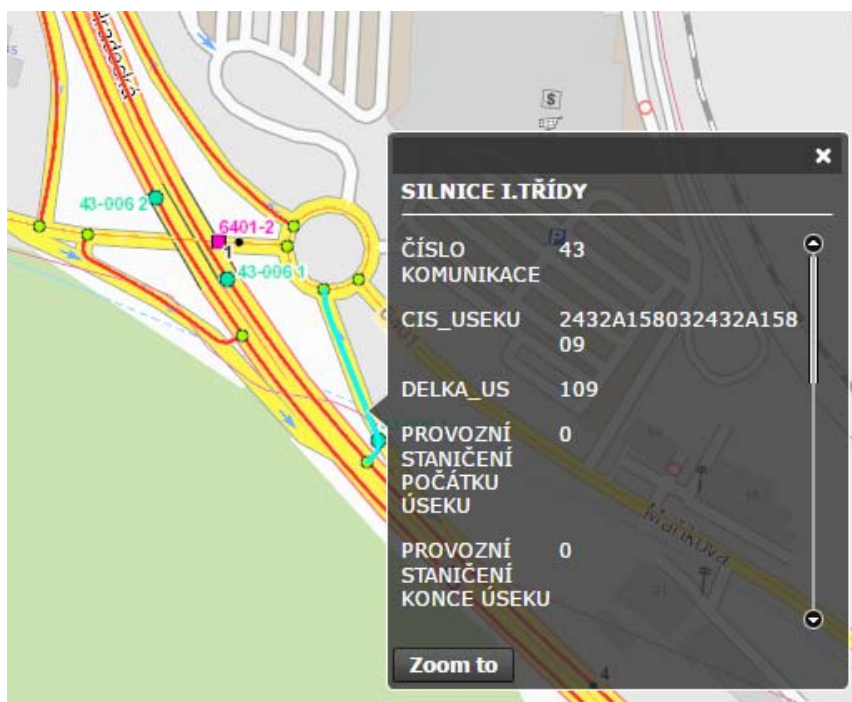 43-006 2
6401-2
1
43-006 1
$
P
×
SILNICE I.TŘÍDY
ČÍSLO
KOMUNIKACE
43
CIS_USEKU
2432A158032432A158
09
DELKA_US
109
PROVOZNÍ
STANIČENÍ
POČÁTKU
ÚSEKU
0
PROVOZNÍ
STANIČENÍ
KONCE ÚSEKU
0
Maříkova
Zoom to
4